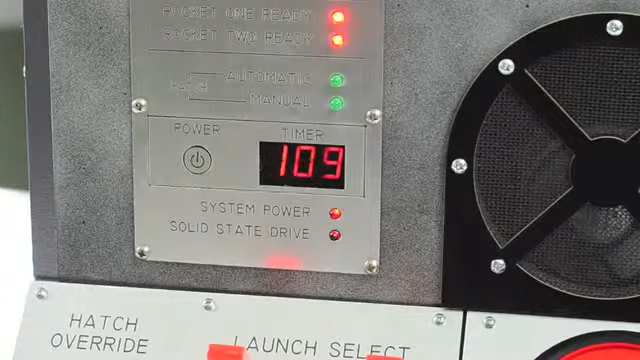 ROCKET ONE READY
ROCKET TWO READY
AUTOMATIC
HATCH
MANUAL
POWER
TIMER
109
SYSTEM POWER
SOLID STATE DRIVE
HATCH
OVERRIDE
LAUNCH SELECT